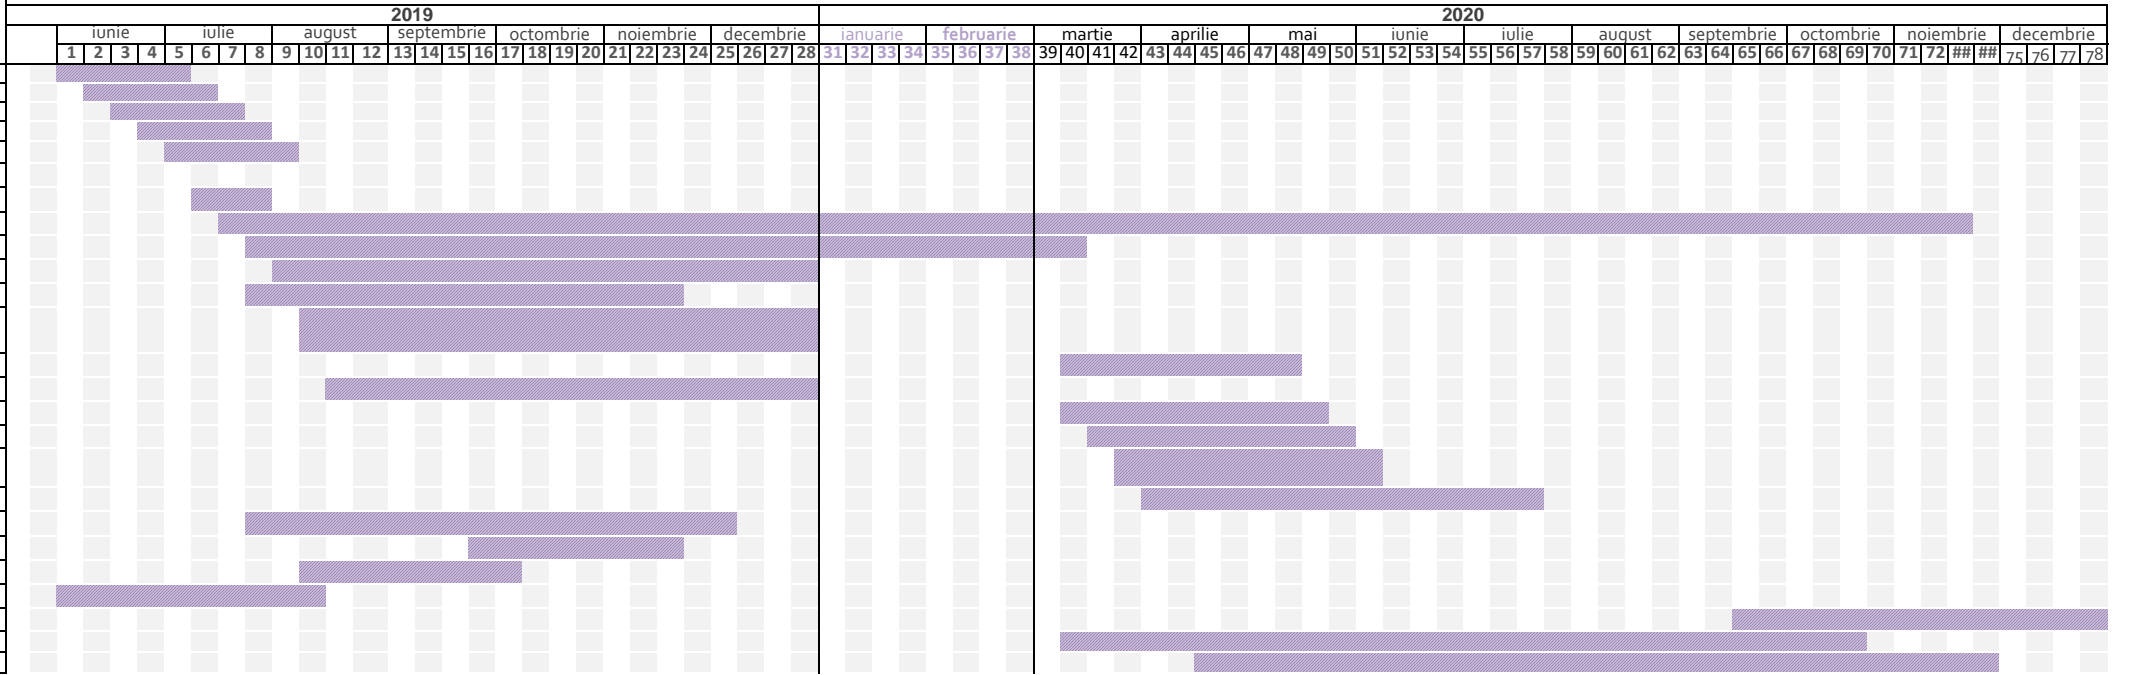 2019 2020
iunie iulie august septembrie octombrie noiembrie decembrie ianuarie februarie martie aprilie mai iunie iulie august septembrie octombrie noiembrie decembrie
1 2 3 4 5 6 7 8 9 10 11 12 13 14 15 16 17 18 19 20 21 22 23 24 25 26 27 28 31 32 33 34 35 36 37 38 39 40 41 42 43 44 45 46 47 48 49 50 51 52 53 54 55 56 57 58 59 60 61 62 63 64 65 66 67 68 69 70 71 72 ## ## 75 76 77 78